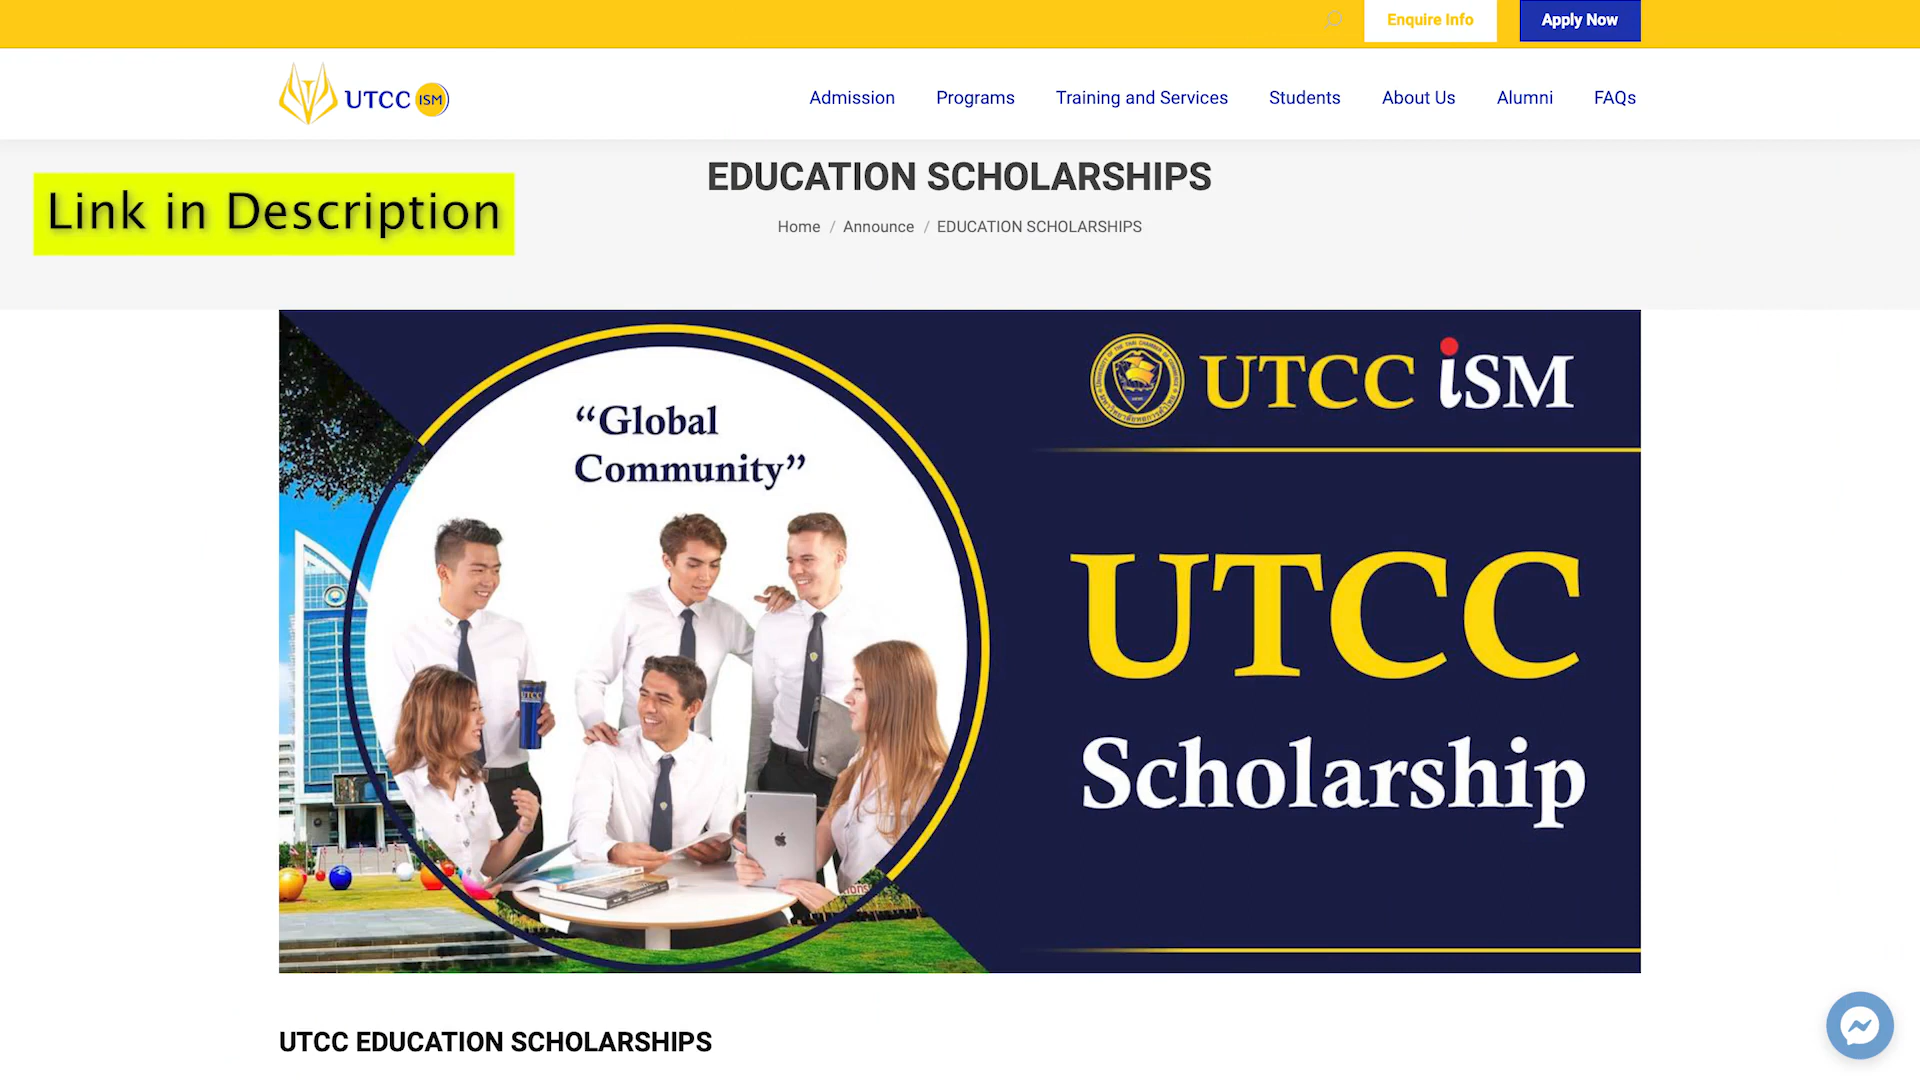 Enquire Info
Apply Now
UTCC ISM
Admission
Programs
Training and Services
Students
About Us
Alumni
FAQs
Link in Description
EDUCATION SCHOLARSHIPS
Home / Announce / EDUCATION SCHOLARSHIPS
“Global
Community”
UTCC iSM
UTCC
Scholarship
UTCC
UTCC EDUCATION SCHOLARSHIPS